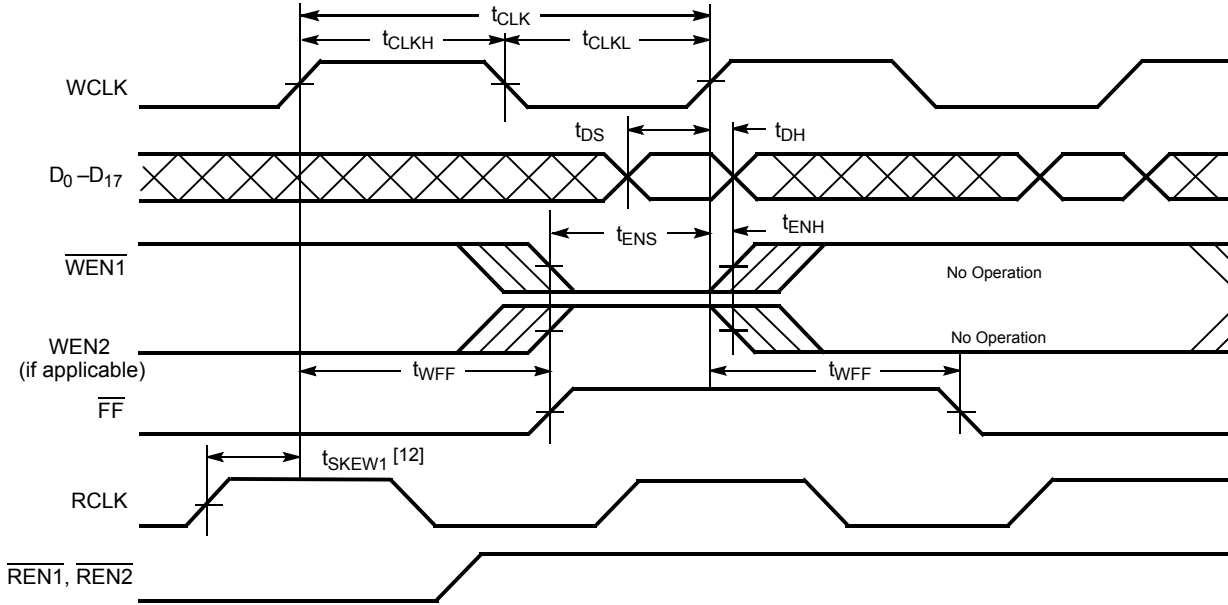 tCLK
tCLKH
tCLKL
WCLK
tDS
tDH
D0 –D17
tENS
tENH
WEN1
No Operation
WEN2
(if applicable)
No Operation
tWFF
tWFF
FF
tSKEW1 [12]
RCLK
REN1, REN2